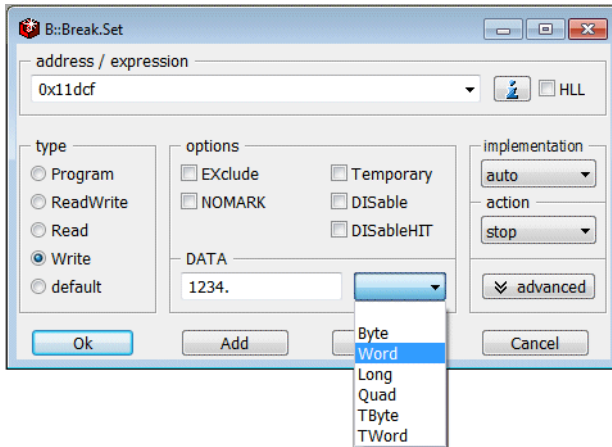 B::Break.Set
address / expression
0x11dcf
i HLL
type
Program
ReadWrite
Read
Write
default
options
EXclude
NOMARK
Temporary
DISable
DISableHIT
DATA
1234.
implementation
auto
action
stop
advanced
Byte
Word
Long
Quad
TByte
TWord
Ok
Add
Cancel